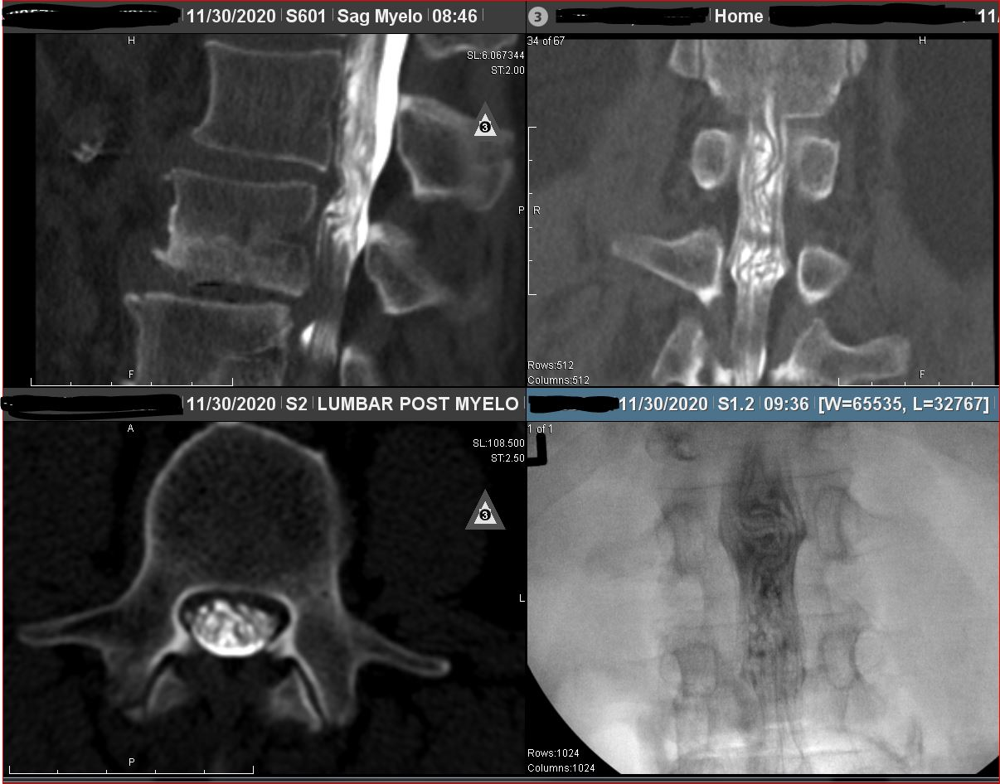 11/30/2020 S601 Sag Myelo 08:46
H
SL:6.067344
ST:2.00
3
P
F
3 Home 11/
34 of 67
H
R
Rows:512
Columns:512
F
11/30/2020 S2 LUMBAR POST MYELO
A
SL:108.500
ST:2.50
3
L
P
11/30/2020 S1.2 09:36 [W=65535, L=32767]
1 of 1
Rows:1024
Columns:1024